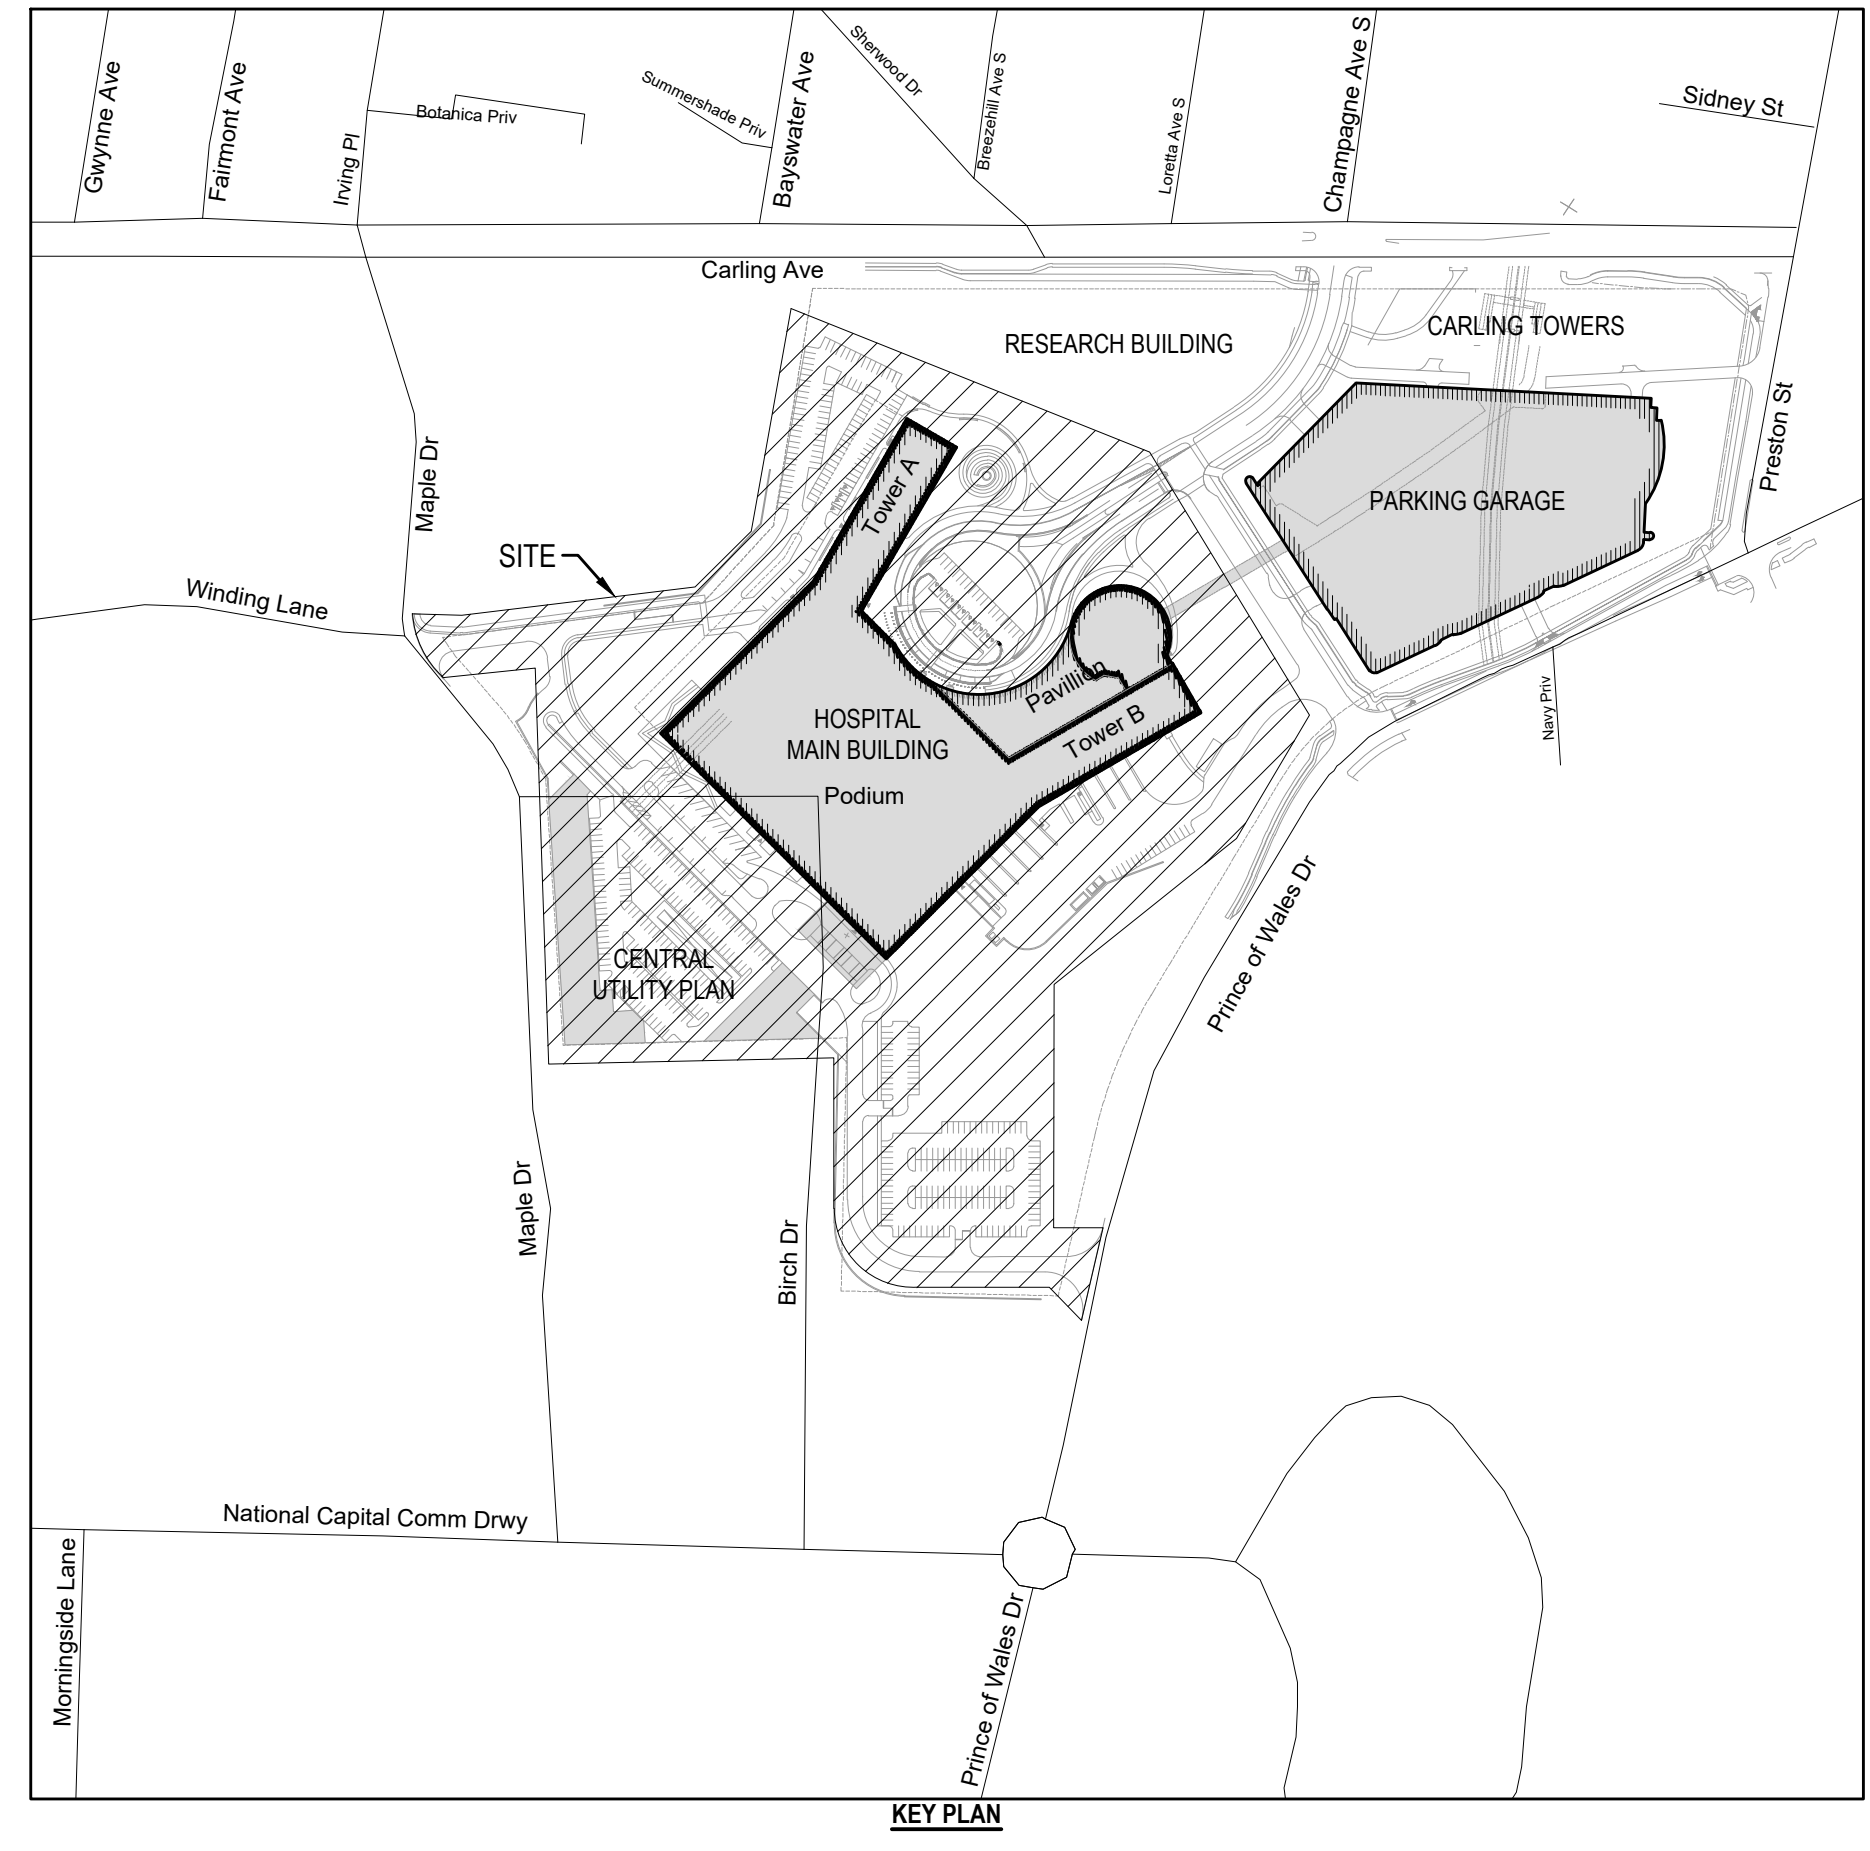 Gwynne Ave
Fairmont Ave
Irving Pl
Botanica Priv
Summershade Priv
Bayswater Ave
Sherwood Dr
Breezehill Ave S
Loretta Ave S
Champagne Ave S
Sidney St
Carling Ave
RESEARCH BUILDING
CARLING TOWERS
Maple Dr
Preston St
Tower A
PARKING GARAGE
SITE
Winding Lane
Pavillion
Navy Priv
HOSPITAL
MAIN BUILDING
Tower B
Podium
Prince of Wales Dr
CENTRAL
UTILITY PLAN
Maple Dr
Birch Dr
National Capital Comm Drwy
Morningside Lane
Prince of Wales Dr
KEY PLAN